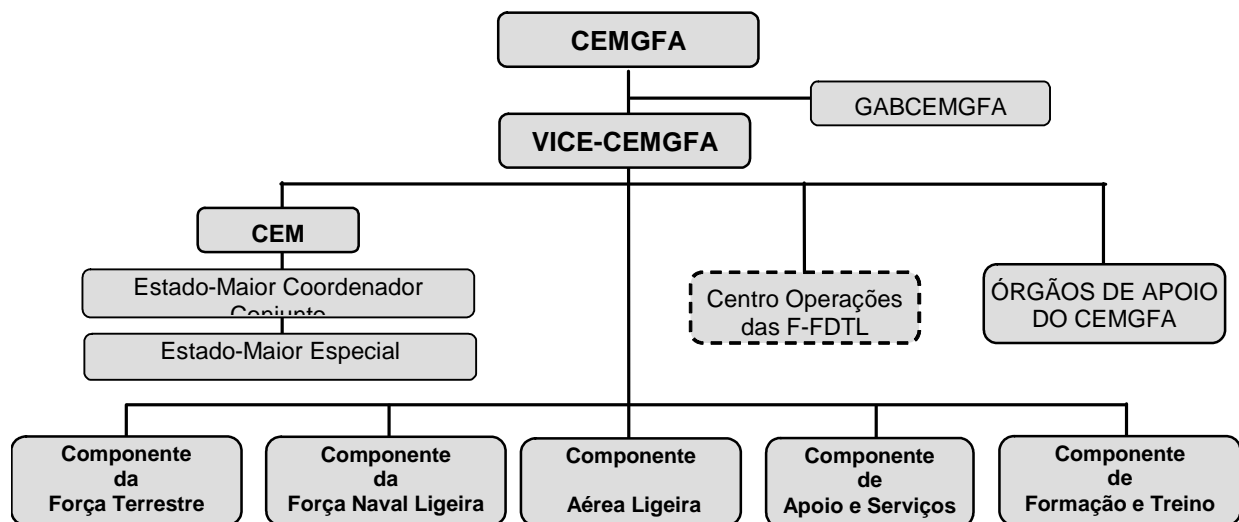 CEMGFA
GABCEMGFA
VICE-CEMGFA
CEM
Estado-Maior Coordenador
Conjunto
Estado-Maior Especial
Centro Operações
das F-FDTL
ÓRGÃOS DE APOIO
DO CEMGFA
Componente
da
Força Terrestre
Componente
da
Força Naval Ligeira
Componente
Aérea Ligeira
Componente
de
Apoio e Serviços
Componente
de
Formação e Treino